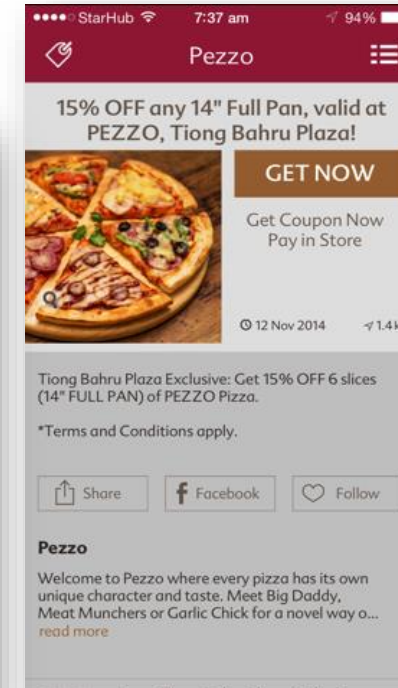 StarHub 7:37 am 94%
Pezzo
15% OFF any 14" Full Pan, valid at
PEZZO, Tiong Bahru Plaza!
GET NOW
Get Coupon Now
Pay in Store
12 Nov 2014 1.4k
Tiong Bahru Plaza Exclusive: Get 15% OFF 6 slices
(14" FULL PAN) of PEZZO Pizza.
*Terms and Conditions apply.
Share Facebook Follow
Pezzo
Welcome to Pezzo where every pizza has its own
unique character and taste. Meet Big Daddy,
Meat Munchers or Garlic Chick for a novel way o...
read more